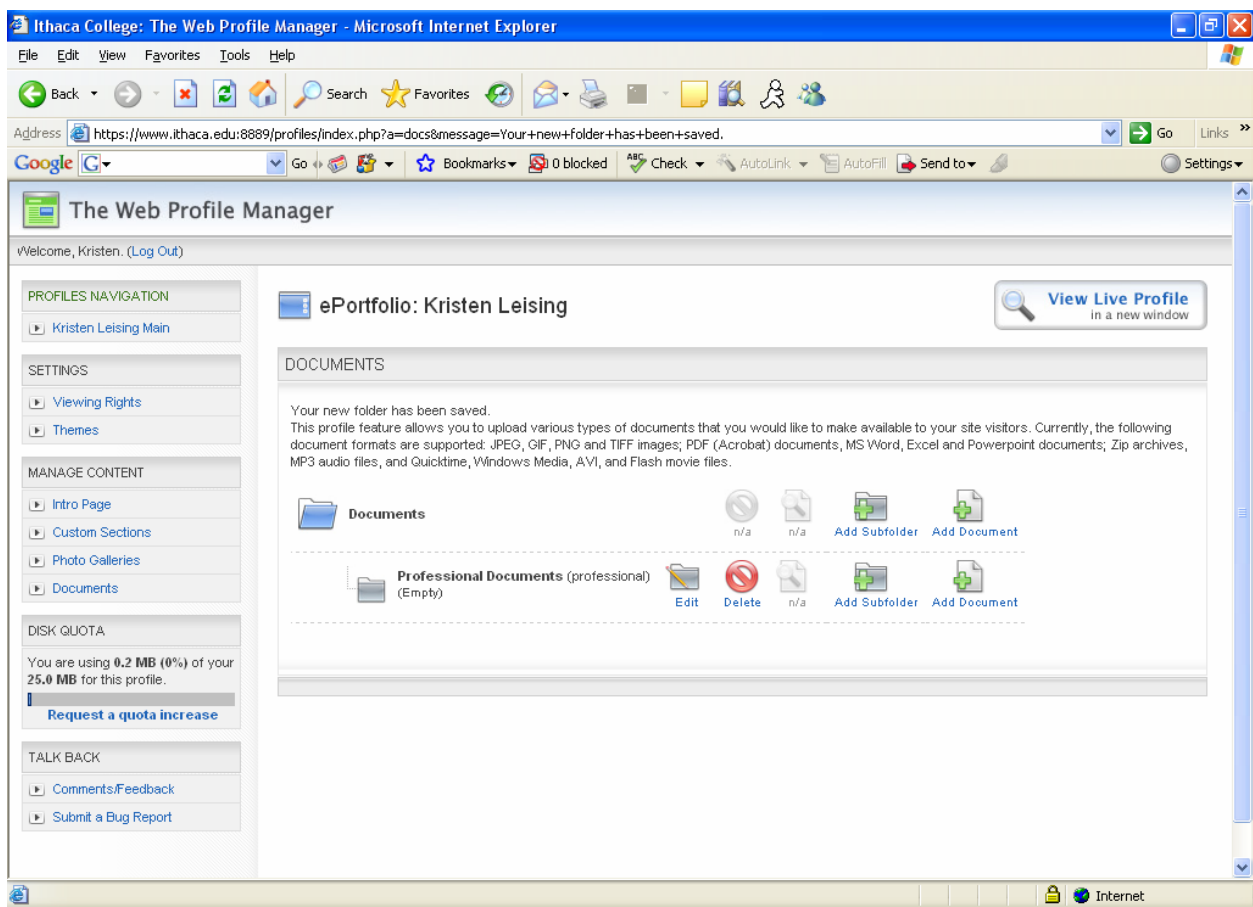 Ithaca College: The Web Profile Manager - Microsoft Internet Explorer
File Edit View Favorites Tools Help
Back Search Favorites
Address https://www.ithaca.edu:8889/profiles/index.php?a=docs&message=Your+new+folder+has+been+saved. Go Links »
Google G Go Bookmarks 0 blocked ABC Check AutoLink AutoFill Send to Settings
The Web Profile Manager
Welcome, Kristen. (Log Out)
PROFILES NAVIGATION
Kristen Leising Main
SETTINGS
Viewing Rights
Themes
MANAGE CONTENT
Intro Page
Custom Sections
Photo Galleries
Documents
DISK QUOTA
You are using 0.2 MB (0%) of your
25.0 MB for this profile.
Request a quota increase
TALK BACK
Comments/Feedback
Submit a Bug Report
ePortfolio: Kristen Leising
View Live Profile
in a new window
DOCUMENTS
Your new folder has been saved.
This profile feature allows you to upload various types of documents that you would like to make available to your site visitors. Currently, the following
document formats are supported: JPEG, GIF, PNG and TIFF images; PDF (Acrobat) documents, MS Word, Excel and Powerpoint documents; Zip archives,
MP3 audio files, and Quicktime, Windows Media, AVI, and Flash movie files.
Documents
n/a n/a Add Subfolder Add Document
Professional Documents (professional)
(Empty)
Edit Delete n/a Add Subfolder Add Document
Internet